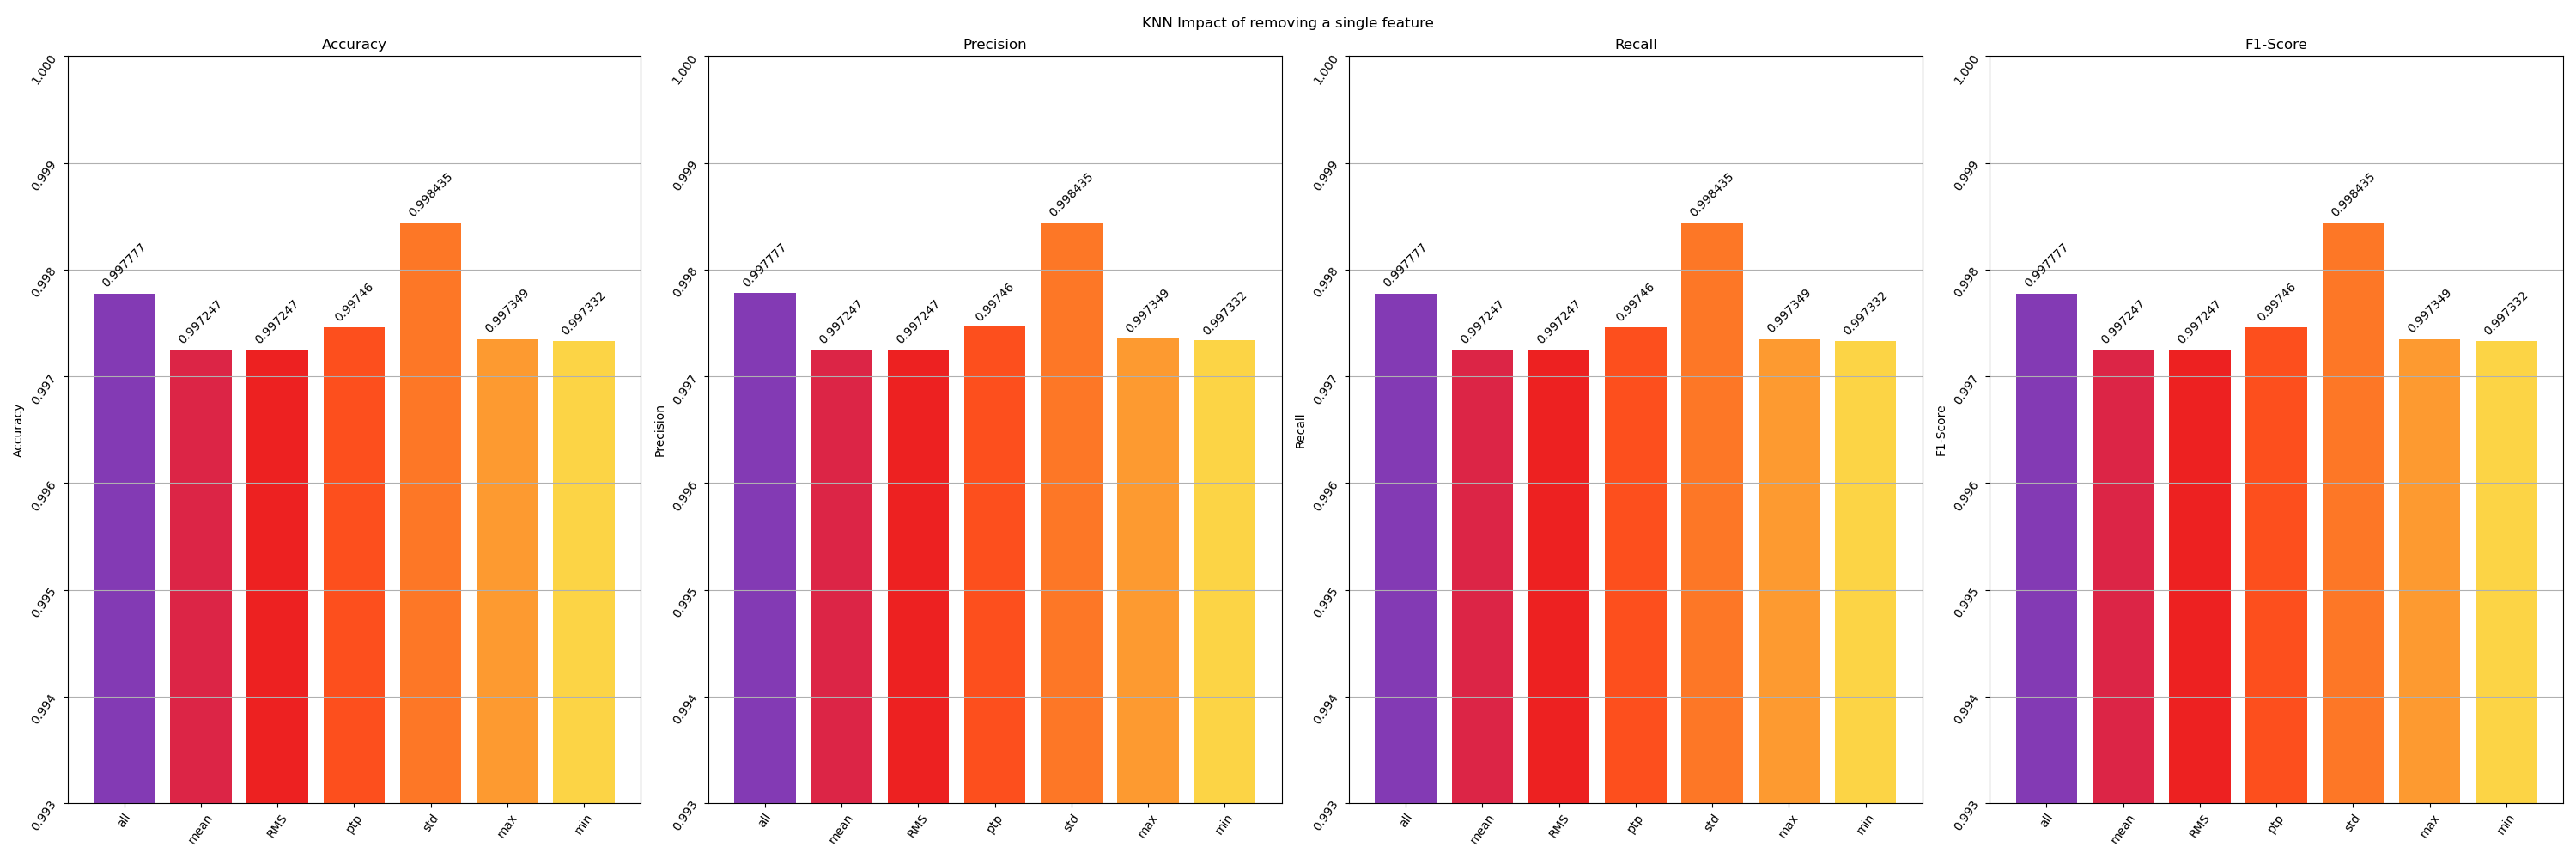 KNN Impact of removing a single feature
Accuracy
Accuracy
1.000
0.999
0.998
0.997
0.996
0.995
0.994
0.993
0.997777
0.997247
0.997247
0.99746
0.998435
0.997349
0.997332
all
mean
RMS
ptp
std
max
min
Precision
Precision
1.000
0.999
0.998
0.997
0.996
0.995
0.994
0.993
0.997777
0.997247
0.997247
0.99746
0.998435
0.997349
0.997332
all
mean
RMS
ptp
std
max
min
Recall
Recall
1.000
0.999
0.998
0.997
0.996
0.995
0.994
0.993
0.997777
0.997247
0.997247
0.99746
0.998435
0.997349
0.997332
all
mean
RMS
ptp
std
max
min
F1-Score
F1-Score
1.000
0.999
0.998
0.997
0.996
0.995
0.994
0.993
0.997777
0.997247
0.997247
0.99746
0.998435
0.997349
0.997332
all
mean
RMS
ptp
std
max
min